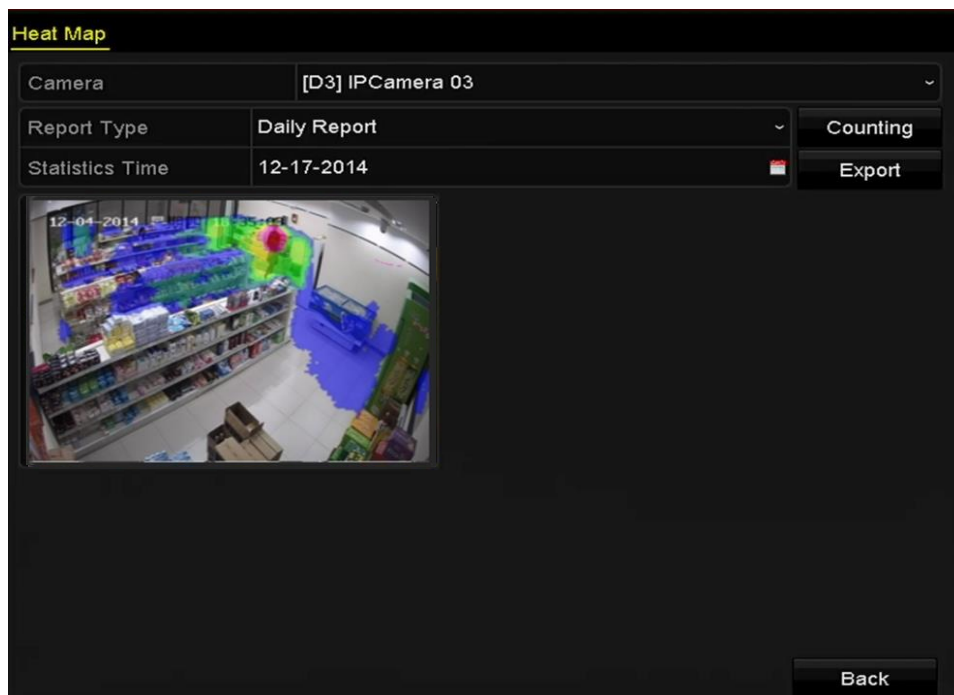 Heat Map
Camera [D3] IPCamera 03
Report Type Daily Report Counting
Statistics Time 12-17-2014 Export
12-04-2014
Back